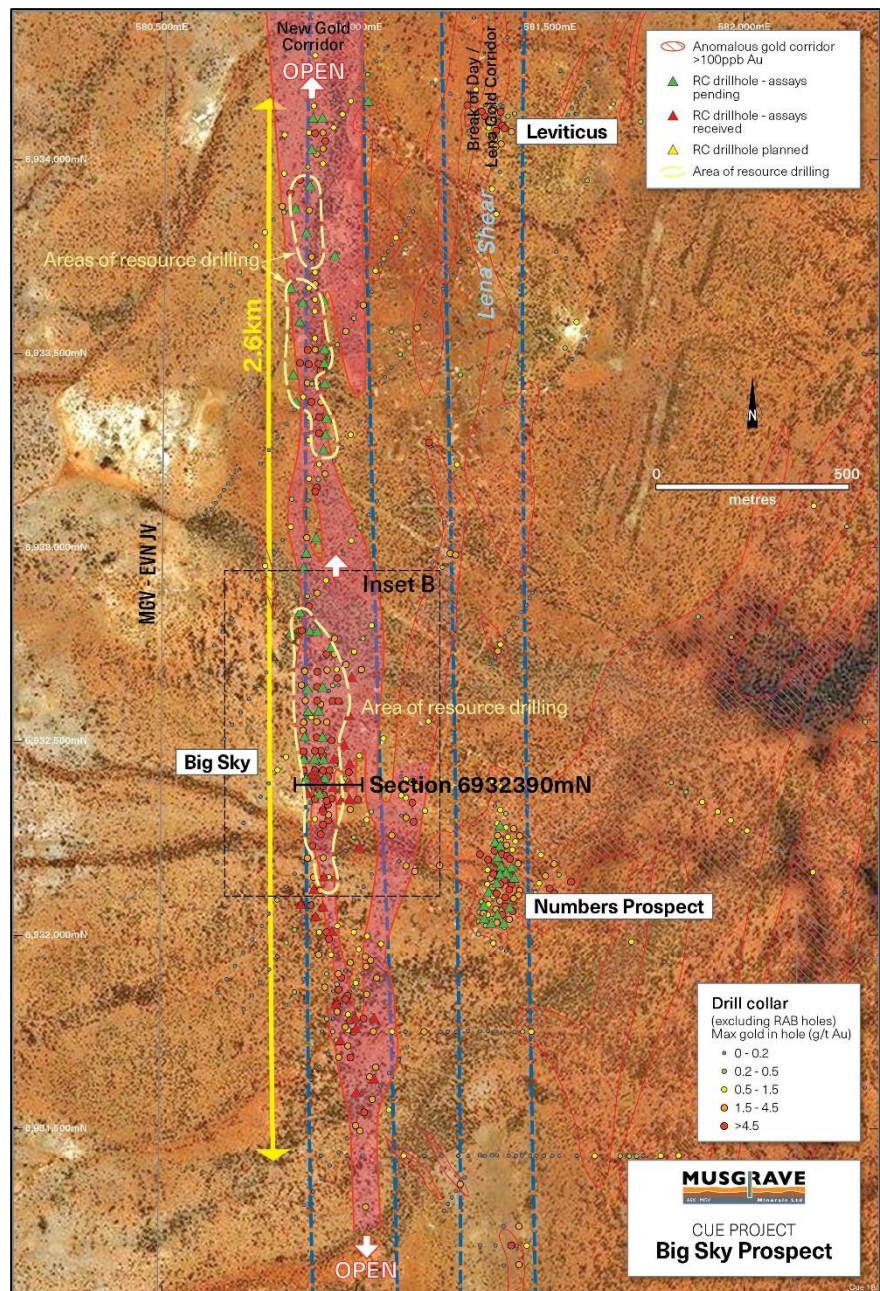 580,500mN
New Gold
Corridor
581,500mN
582,000mN
OPEN
Break of Day /
Lena Gold Corridor
Leviticus
Anomalous gold corridor
>100ppb Au
RC drillhole - assays
pending
RC drillhole - assays
received
RC drillhole planned
Area of resource drilling
6,934,000mN
Lena Shear
Areas of resource drilling
2.6km
6,933,500mN
N
0
500
metres
6,933,000mN
MGV - EVN JV
Inset B
Area of resource drilling
6,932,500mN
Big Sky
Section 6932390mN
Numbers Prospect
6,932,000mN
Drill collar
(excluding RAB holes)
Max gold in hole (g/t Au)
0 - 0.2
0.2 - 0.5
0.5 - 1.5
1.5 - 4.5
>4.5
6,931,500mN
MUSGRAVE
Minerals Ltd
CUE PROJECT
Big Sky Prospect
OPEN